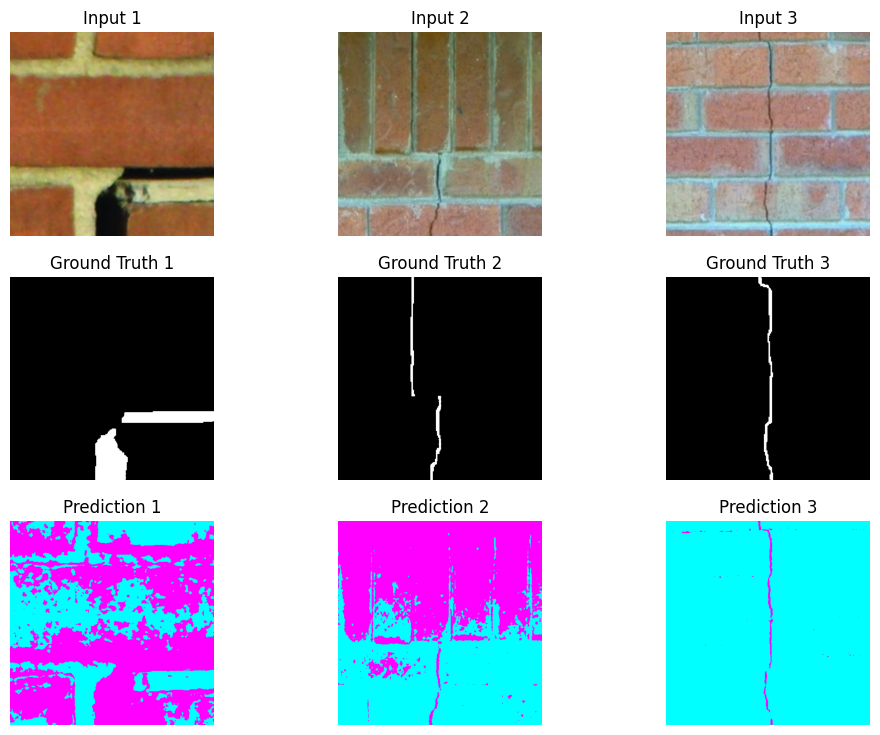 Input 1
Input 2
Input 3
Ground Truth 1
Ground Truth 2
Ground Truth 3
Prediction 1
Prediction 2
Prediction 3